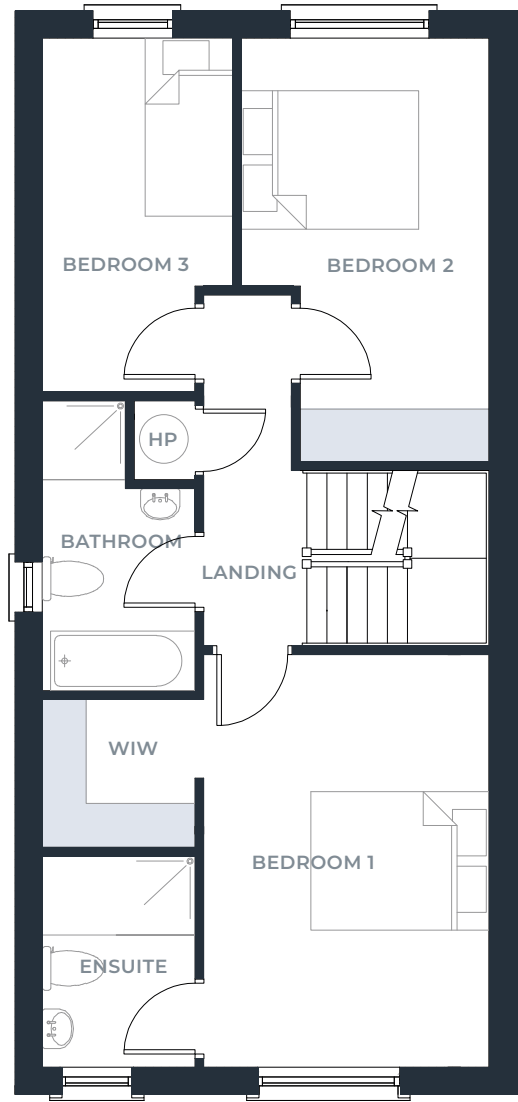 BEDROOM 3
BEDROOM 2
HP
BATHROOM
LANDING
WIW
BEDROOM 1
ENSUITE